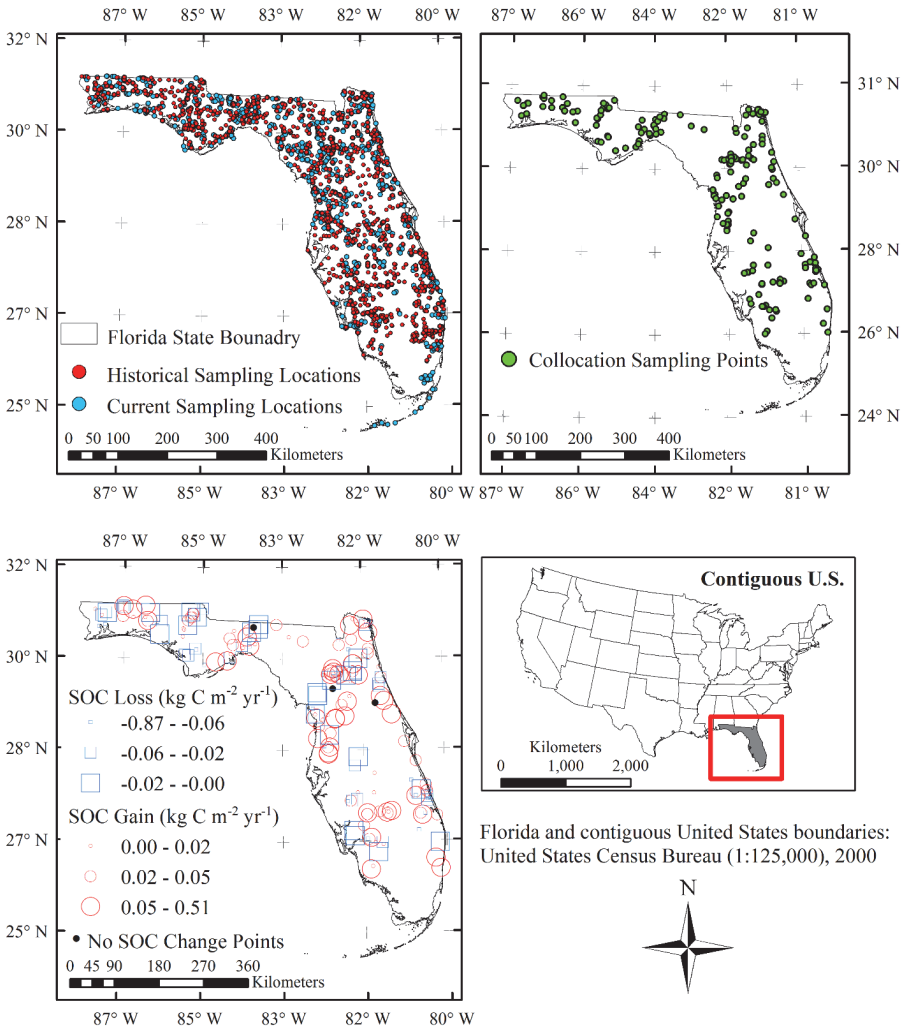 87° W 85° W 83° W 82° W 80° W
32° N
30° N
28° N
27° N
25° N
Florida State Bounadry
Historical Sampling Locations
Current Sampling Locations
0 50 100 200 300 400
Kilometers
87° W 85° W 83° W 82° W 80° W
87° W 86° W 84° W 82° W 81° W
31° N
30° N
28° N
26° N
24° N
Collocation Sampling Points
0 50 100 200 300 400
Kilometers
87° W 86° W 84° W 82° W 81° W
87° W 85° W 83° W 82° W 80° W
32° N
30° N
28° N
27° N
25° N
SOC Loss (kg C m-2 yr-1)
-0.87 - -0.06
-0.06 - -0.02
-0.02 - -0.00
SOC Gain (kg C m-2 yr-1)
0.00 - 0.02
0.02 - 0.05
0.05 - 0.51
No SOC Change Points
0 45 90 180 270 360
Kilometers
87° W 85° W 83° W 82° W 80° W
Contiguous U.S.
Kilometers
0 1,000 2,000
Florida and contiguous United States boundaries:
United States Census Bureau (1:125,000), 2000
N